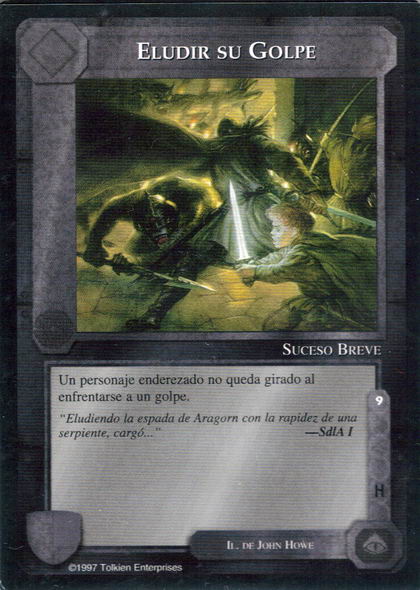 Eludir su Golpe
Suceso Breve
Un personaje enderezado no queda girado al
enfrentarse a un golpe.
"Eludiendo la espada de Aragorn con la rapidez de una
serpiente, cargó..." —SdlA I
9
H
Il. de John Howe
©1997 Tolkien Enterprises